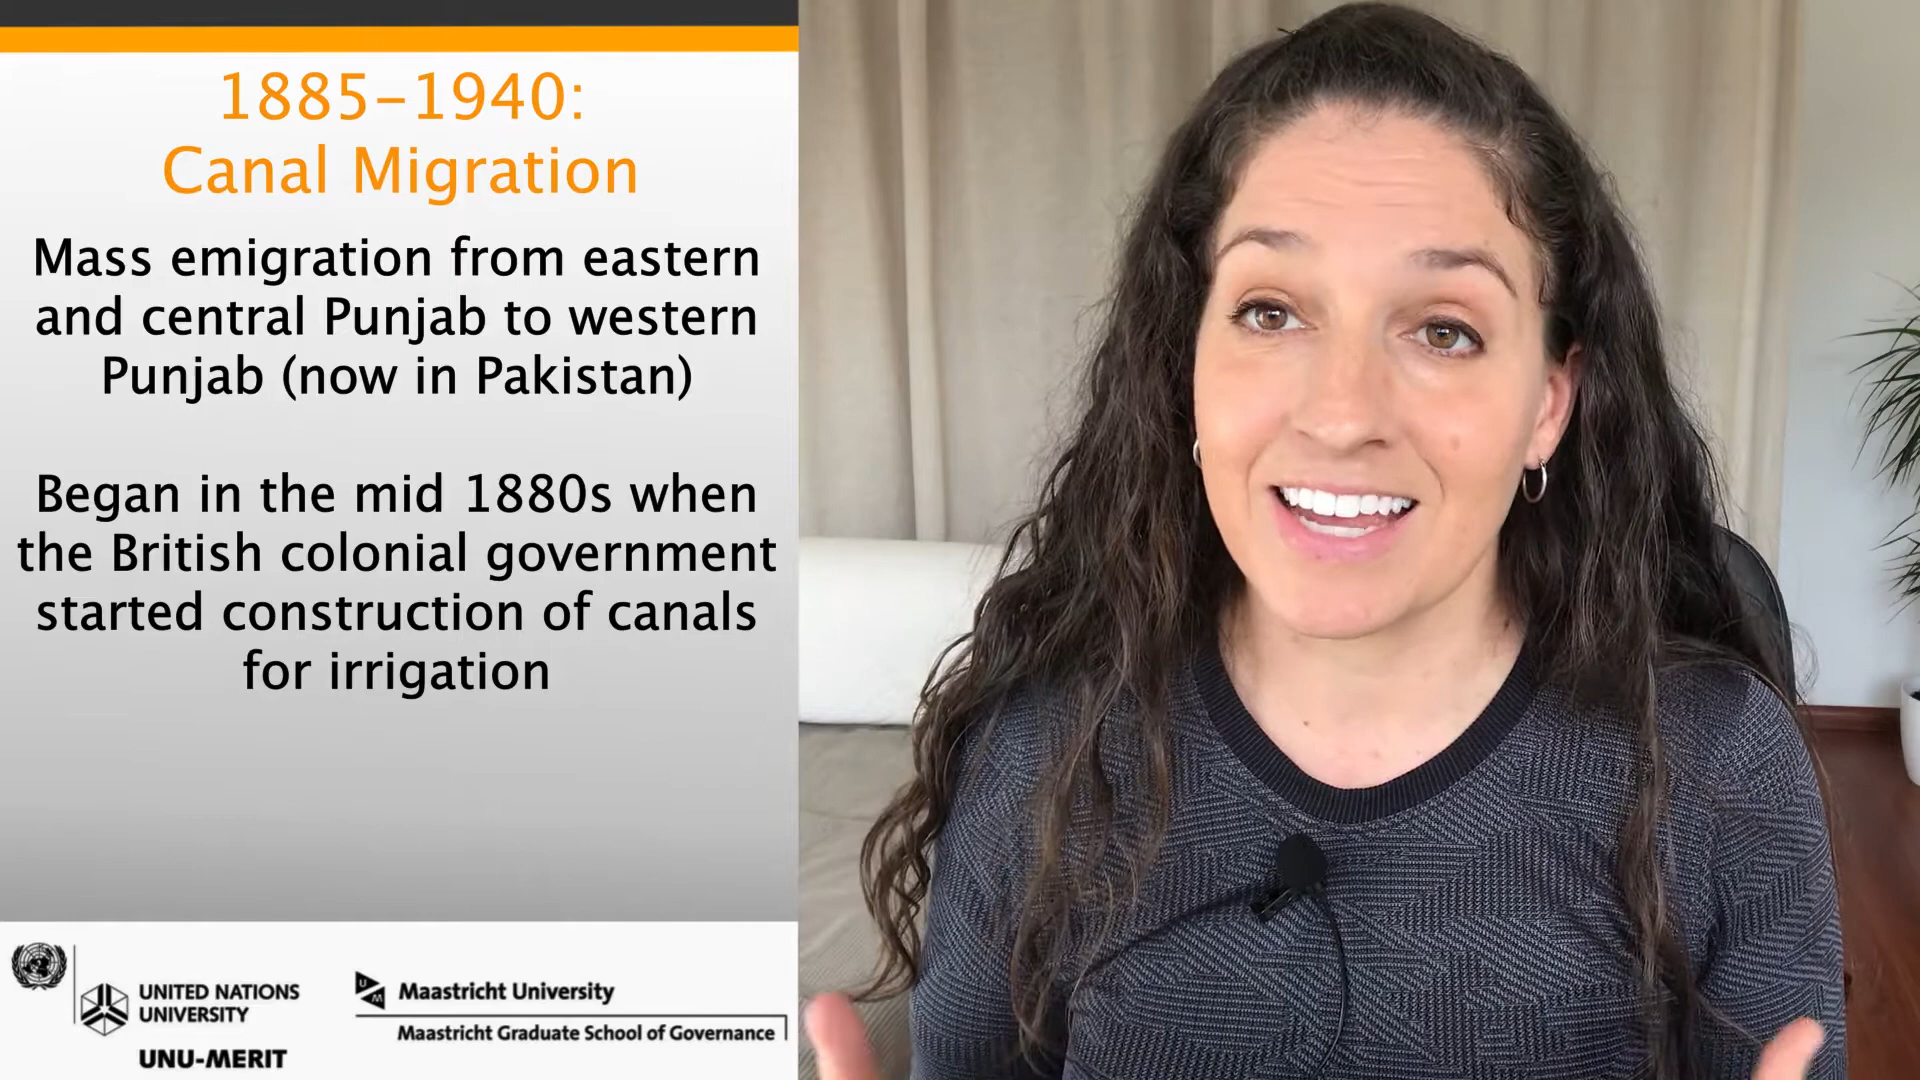 1885-1940:
Canal Migration
Mass emigration from eastern
and central Punjab to western
Punjab (now in Pakistan)
Began in the mid 1880s when
the British colonial government
started construction of canals
for irrigation
UNITED NATIONS
UNIVERSITY
UNU-MERIT
U
M
Maastricht University
Maastricht Graduate School of Governance